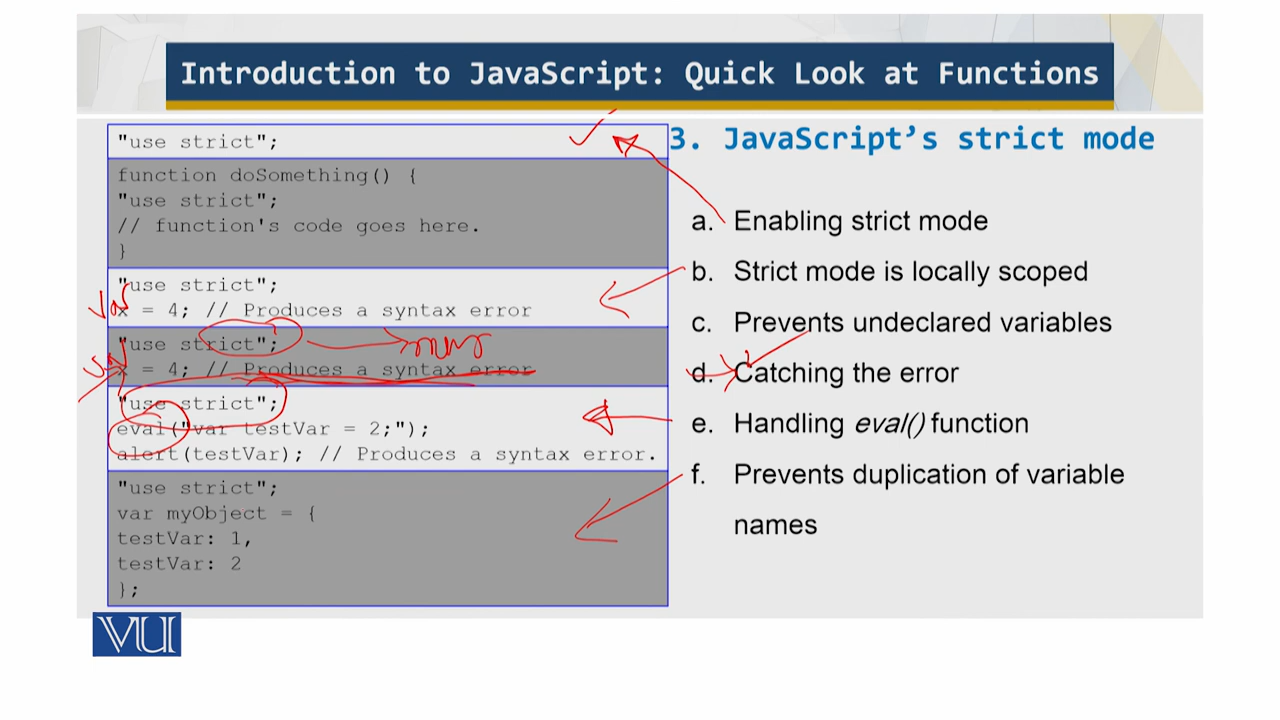 Introduction to JavaScript: Quick Look at Functions
"use strict";
function doSomething() {
"use strict";
// function's code goes here.
}
"use strict";
var
x = 4; // Produces a syntax error
"use strict";
x = 4; // Produces a syntax error
"use strict";
eval("var testVar = 2;");
alert(testVar); // Produces a syntax error.
"use strict";
var myObject = {
testVar: 1,
testVar: 2
};
3. JavaScript’s strict mode
a. Enabling strict mode
b. Strict mode is locally scoped
c. Prevents undeclared variables
d. Catching the error
e. Handling eval() function
f. Prevents duplication of variable
names
VU